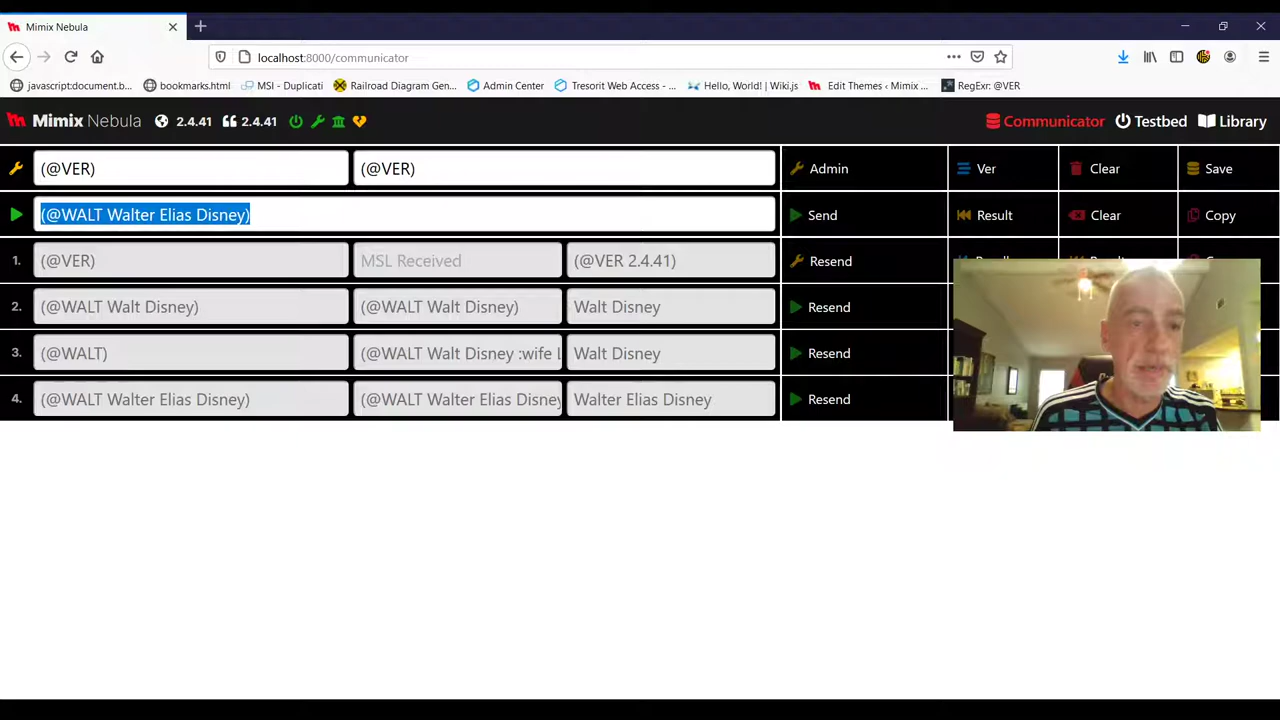 Mimix Nebula
localhost:8000/communicator
javascript:document.b...
bookmarks.html
MSI - Duplicati
Railroad Diagram Gen...
Admin Center
Tresorit Web Access - ...
Hello, World! | Wiki.js
Edit Themes ‹ Mimix ...
RegExr: @VER
Mimix Nebula 2.4.41 2.4.41 Communicator Testbed Library
(@VER) (@VER) Admin Ver Clear Save
(@WALT Walter Elias Disney) Send Result Clear Copy
1. (@VER) MSL Received (@VER 2.4.41) Resend
2. (@WALT Walt Disney) (@WALT Walt Disney) Walt Disney Resend
3. (@WALT) (@WALT Walt Disney :wife L Walt Disney Resend
4. (@WALT Walter Elias Disney) (@WALT Walter Elias Disney Walter Elias Disney Resend